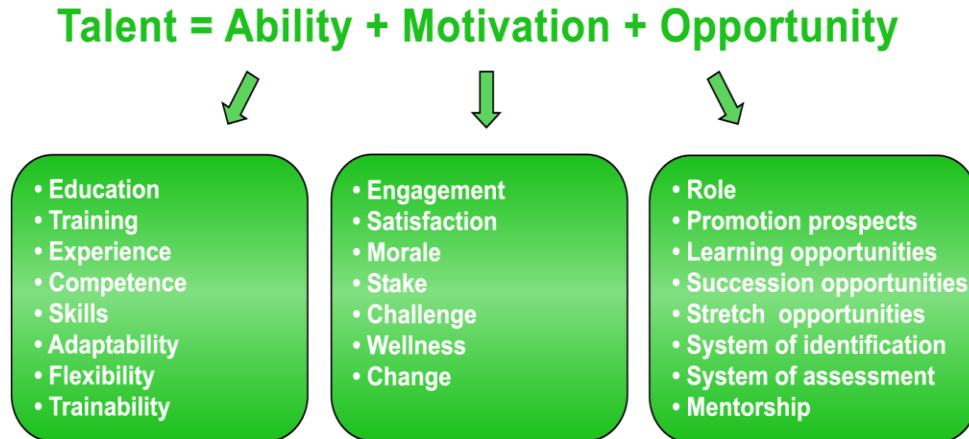 Talent = Ability + Motivation + Opportunity
• Education
• Training
• Experience
• Competence
• Skills
• Adaptability
• Flexibility
• Trainability
• Engagement
• Satisfaction
• Morale
• Stake
• Challenge
• Wellness
• Change
• Role
• Promotion prospects
• Learning opportunities
• Succession opportunities
• Stretch opportunities
• System of identification
• System of assessment
• Mentorship